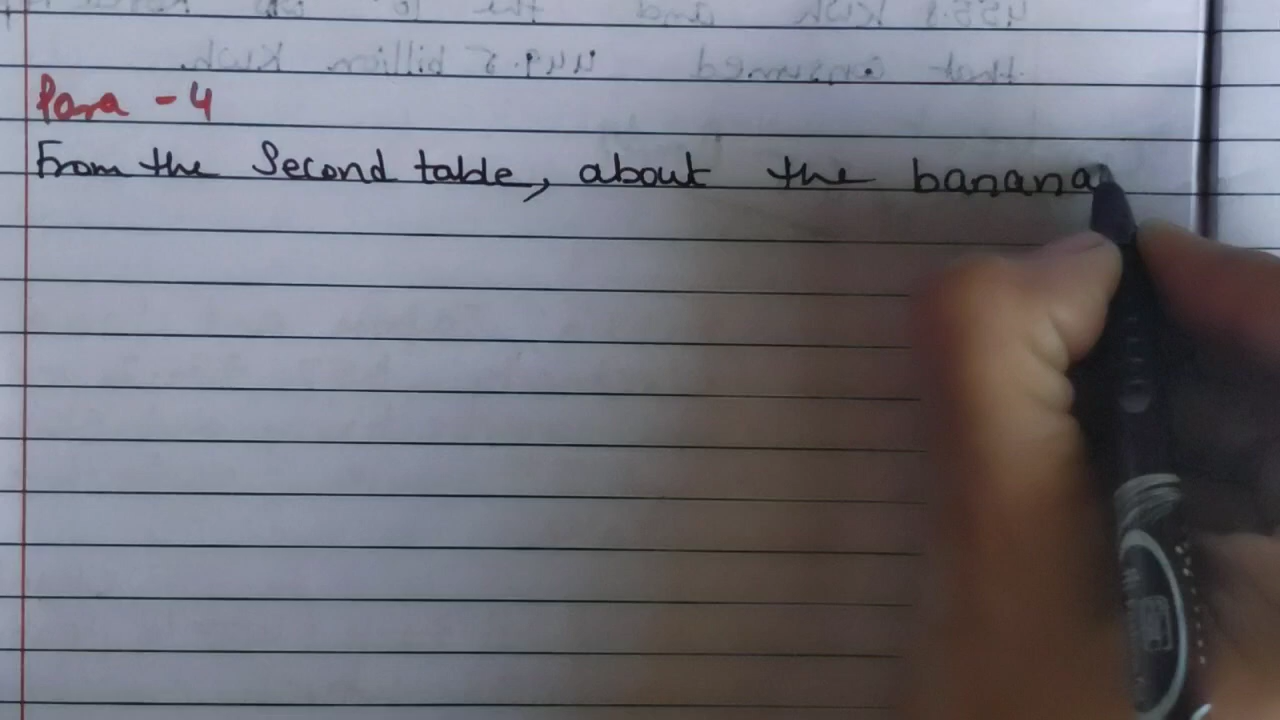 Para - 4
From the Second table, about the banana